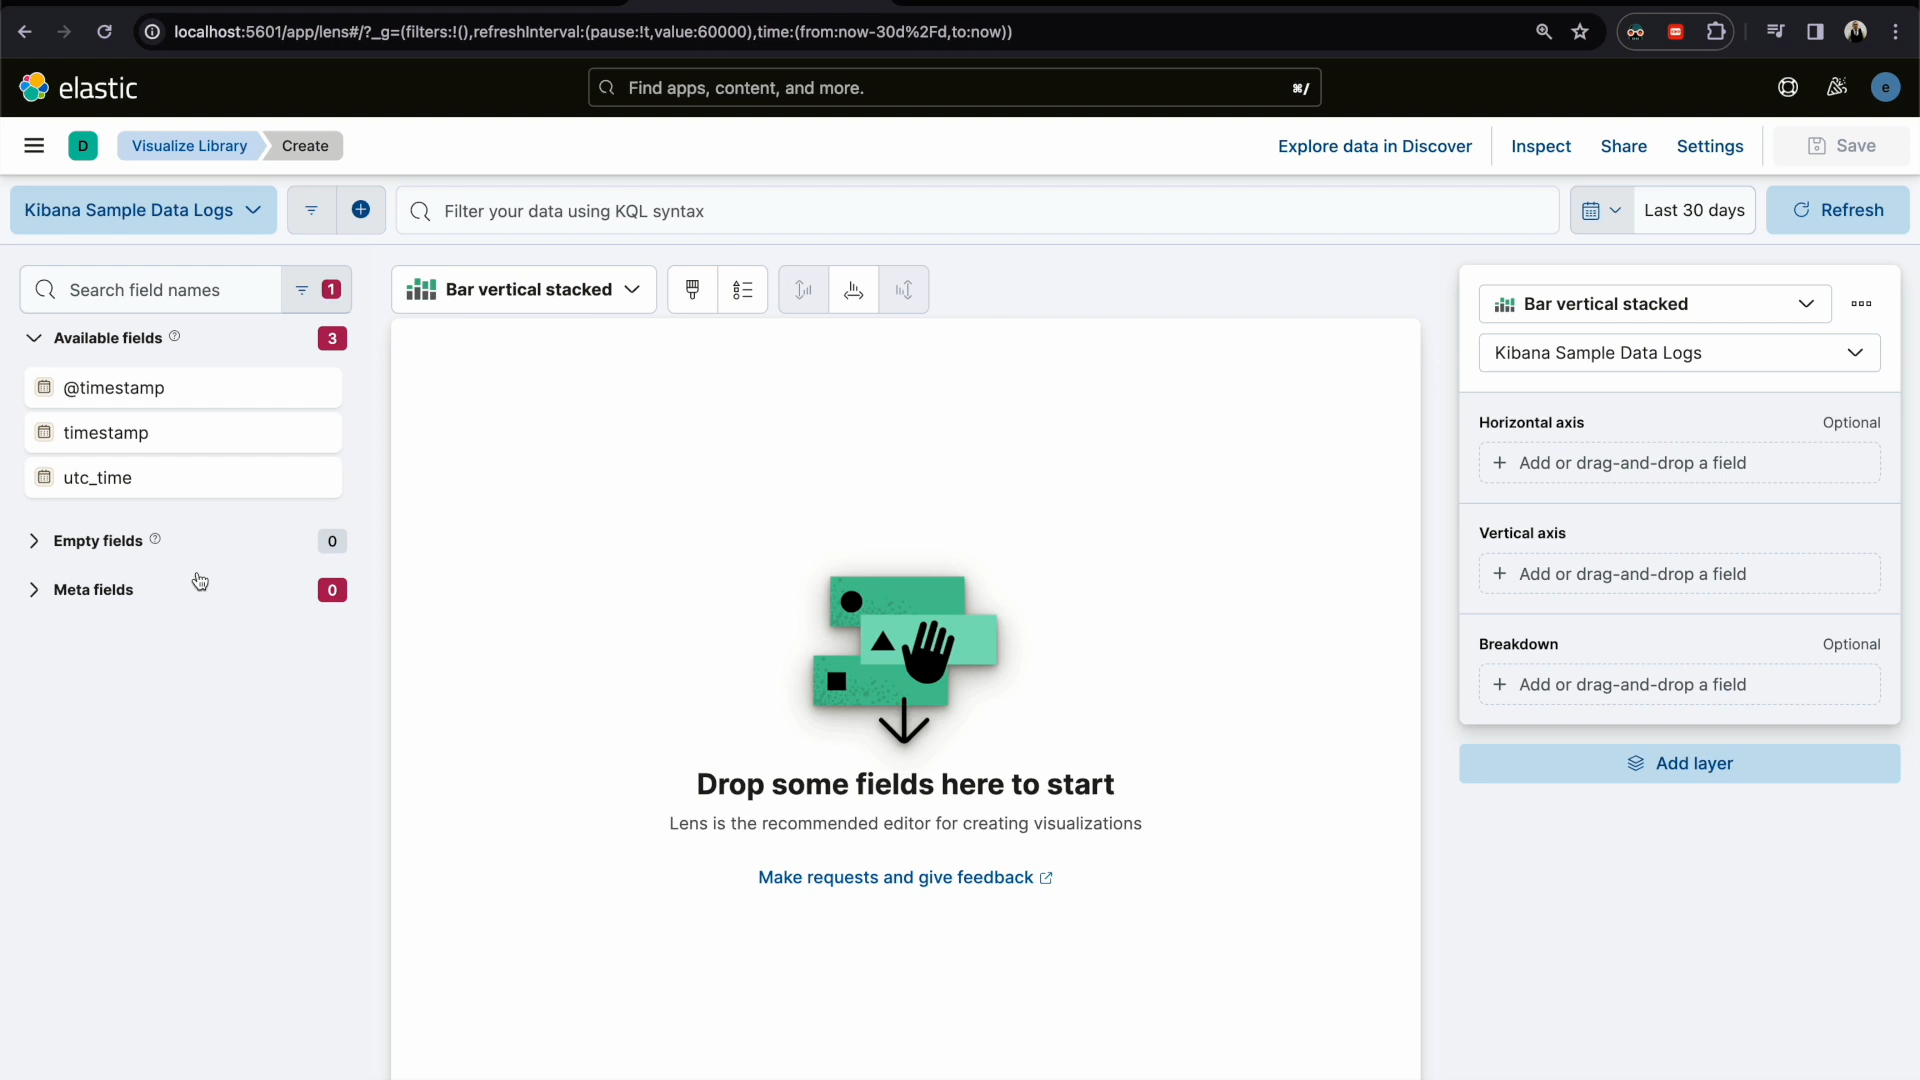 localhost:5601/app/lens#/?_g=(filters:!(),refreshInterval:(pause:!t,value:60000),time:(from:now-30d%2Fd,to:now))
elastic
Find apps, content, and more.
⌘/
e
D
Visualize Library
Create
Explore data in Discover
Inspect
Share
Settings
Save
Kibana Sample Data Logs
Filter your data using KQL syntax
Last 30 days
Refresh
Search field names
1
Bar vertical stacked
Available fields
3
@timestamp
timestamp
utc_time
Empty fields
0
Meta fields
0
Drop some fields here to start
Lens is the recommended editor for creating visualizations
Make requests and give feedback
Bar vertical stacked
Kibana Sample Data Logs
Horizontal axis
Optional
Add or drag-and-drop a field
Vertical axis
Add or drag-and-drop a field
Breakdown
Optional
Add or drag-and-drop a field
Add layer